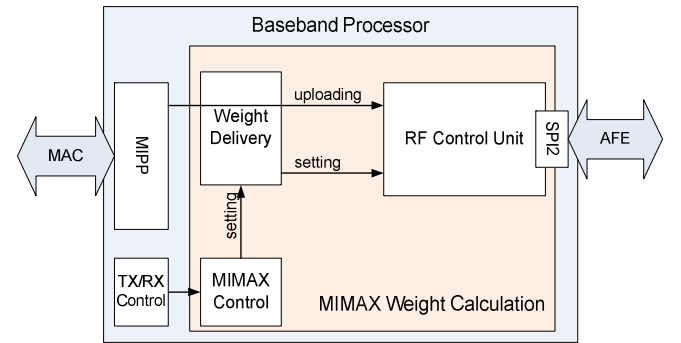 Baseband Processor
uploading
Weight
Delivery
RF Control Unit
SPI2
AFE
MAC
MIPP
setting
setting
TX/RX
Control
MIMAX
Control
MIMAX Weight Calculation